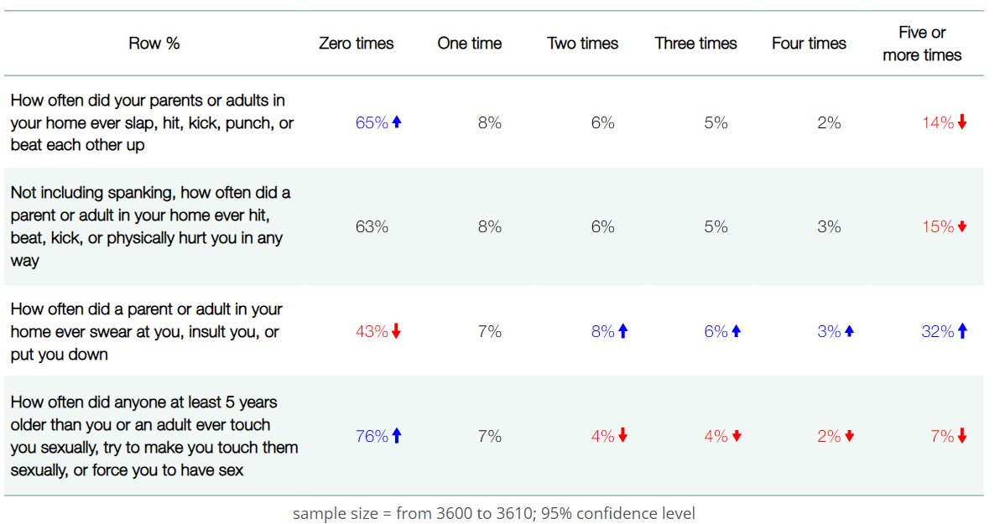 Row %
Zero times
One time
Two times
Three times
Four times
Five or
more times
How often did your parents or adults in
your home ever slap, hit, kick, punch, or
beat each other up
65%
8%
6%
5%
2%
14%
Not including spanking, how often did a
parent or adult in your home ever hit,
beat, kick, or physically hurt you in any
way
63%
8%
6%
5%
3%
15%
How often did a parent or adult in your
home ever swear at you, insult you, or
put you down
43%
7%
8%
6%
3%
32%
How often did anyone at least 5 years
older than you or an adult ever touch
you sexually, try to make you touch them
sexually, or force you to have sex
76%
7%
4%
4%
2%
7%
sample size = from 3600 to 3610; 95% confidence level